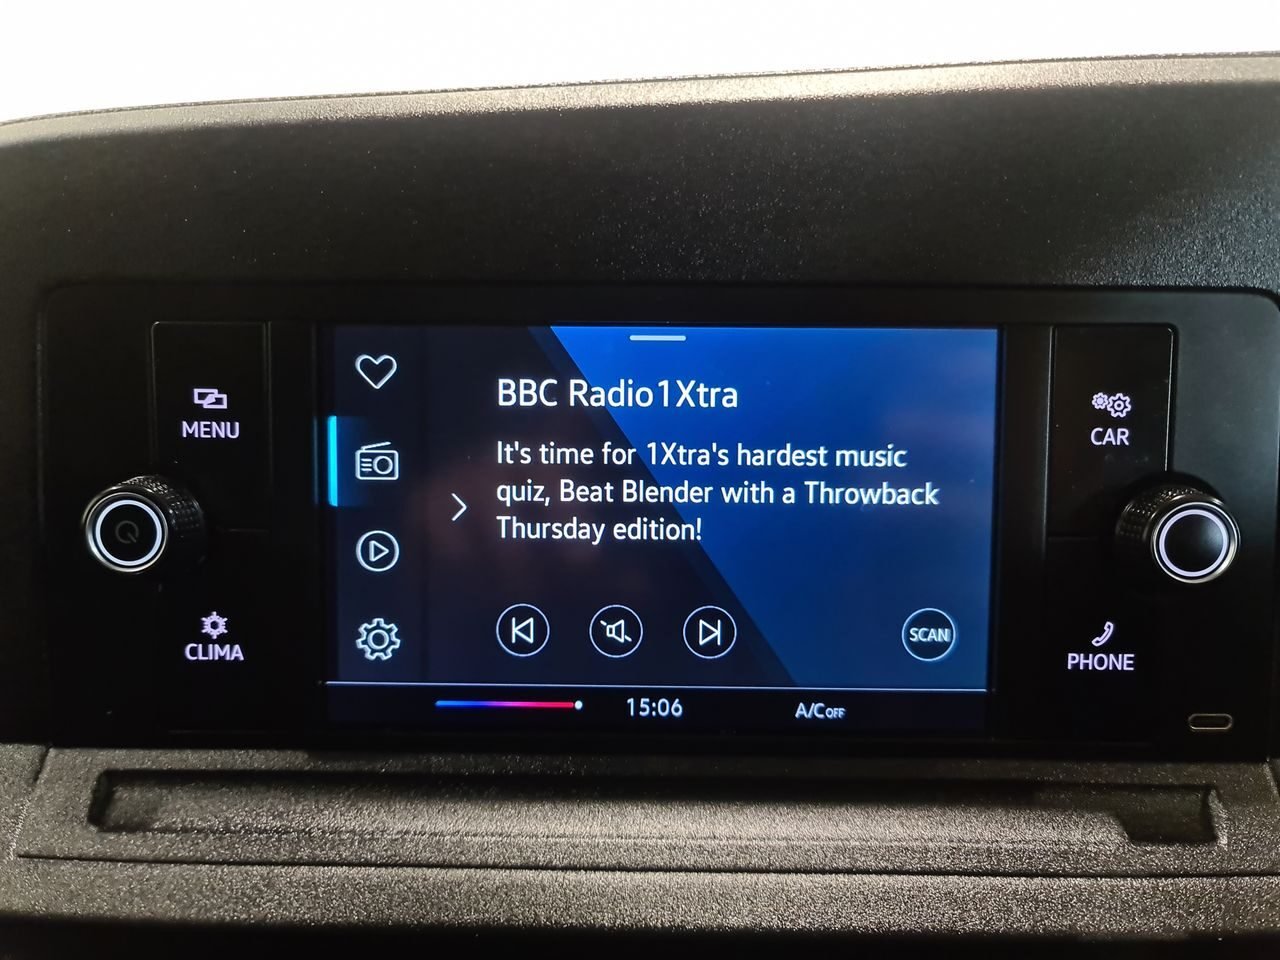 MENU
CLIMA
BBC Radio1Xtra
It's time for 1Xtra's hardest music
quiz, Beat Blender with a Throwback
Thursday edition!
SCAN
15:06
A/C OFF
CAR
PHONE